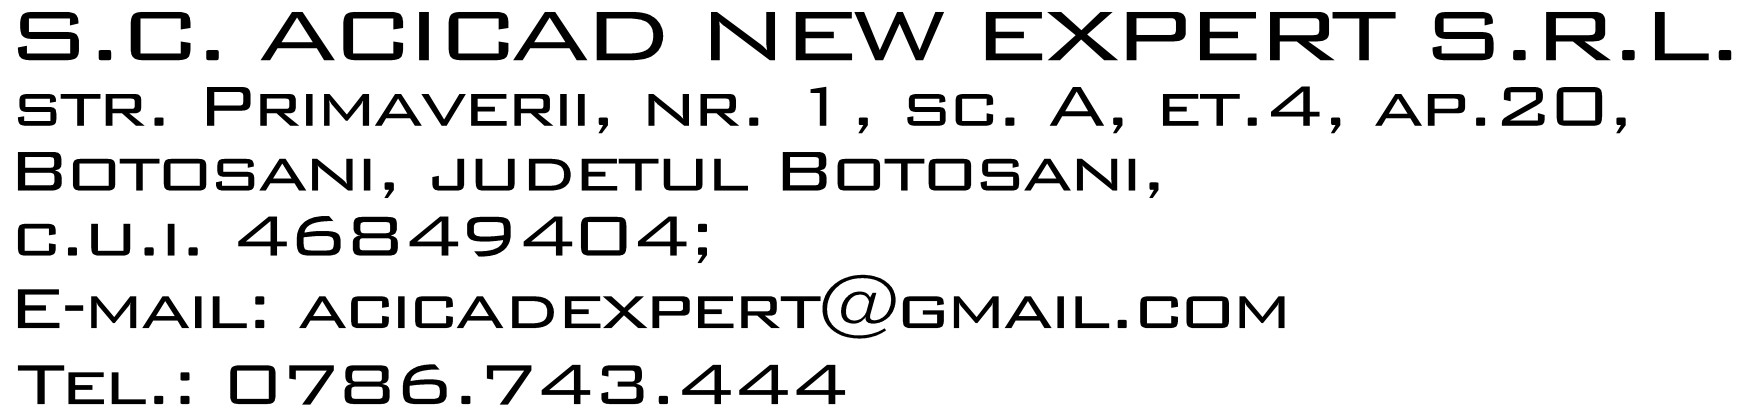 S.C. ACICAD NEW EXPERT S.R.L.
str. Primaverii, nr. 1, sc. A, et.4, ap.20,
Botosani, judetul Botosani,
c.u.i. 46849404;
E-mail: acicadexpert@gmail.com
Tel.: 0786.743.444